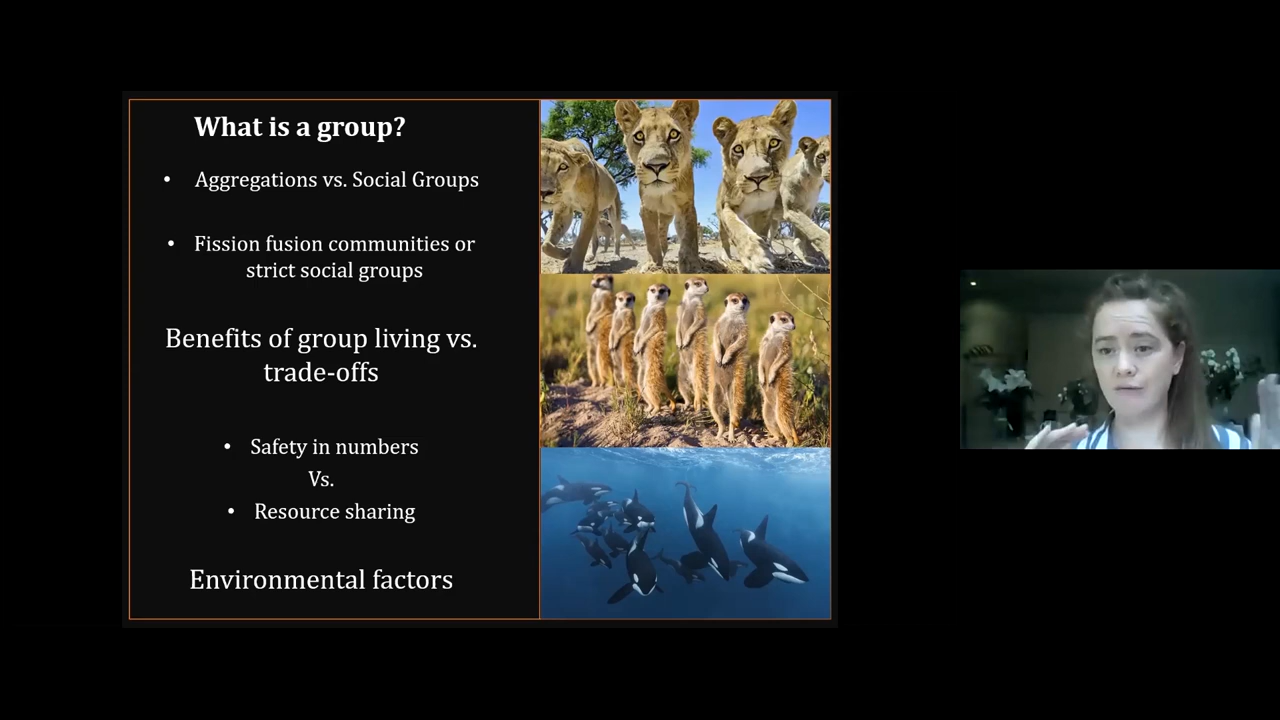 What is a group?
• Aggregations vs. Social Groups
• Fission fusion communities or
strict social groups
Benefits of group living vs.
trade-offs
• Safety in numbers
Vs.
• Resource sharing
Environmental factors